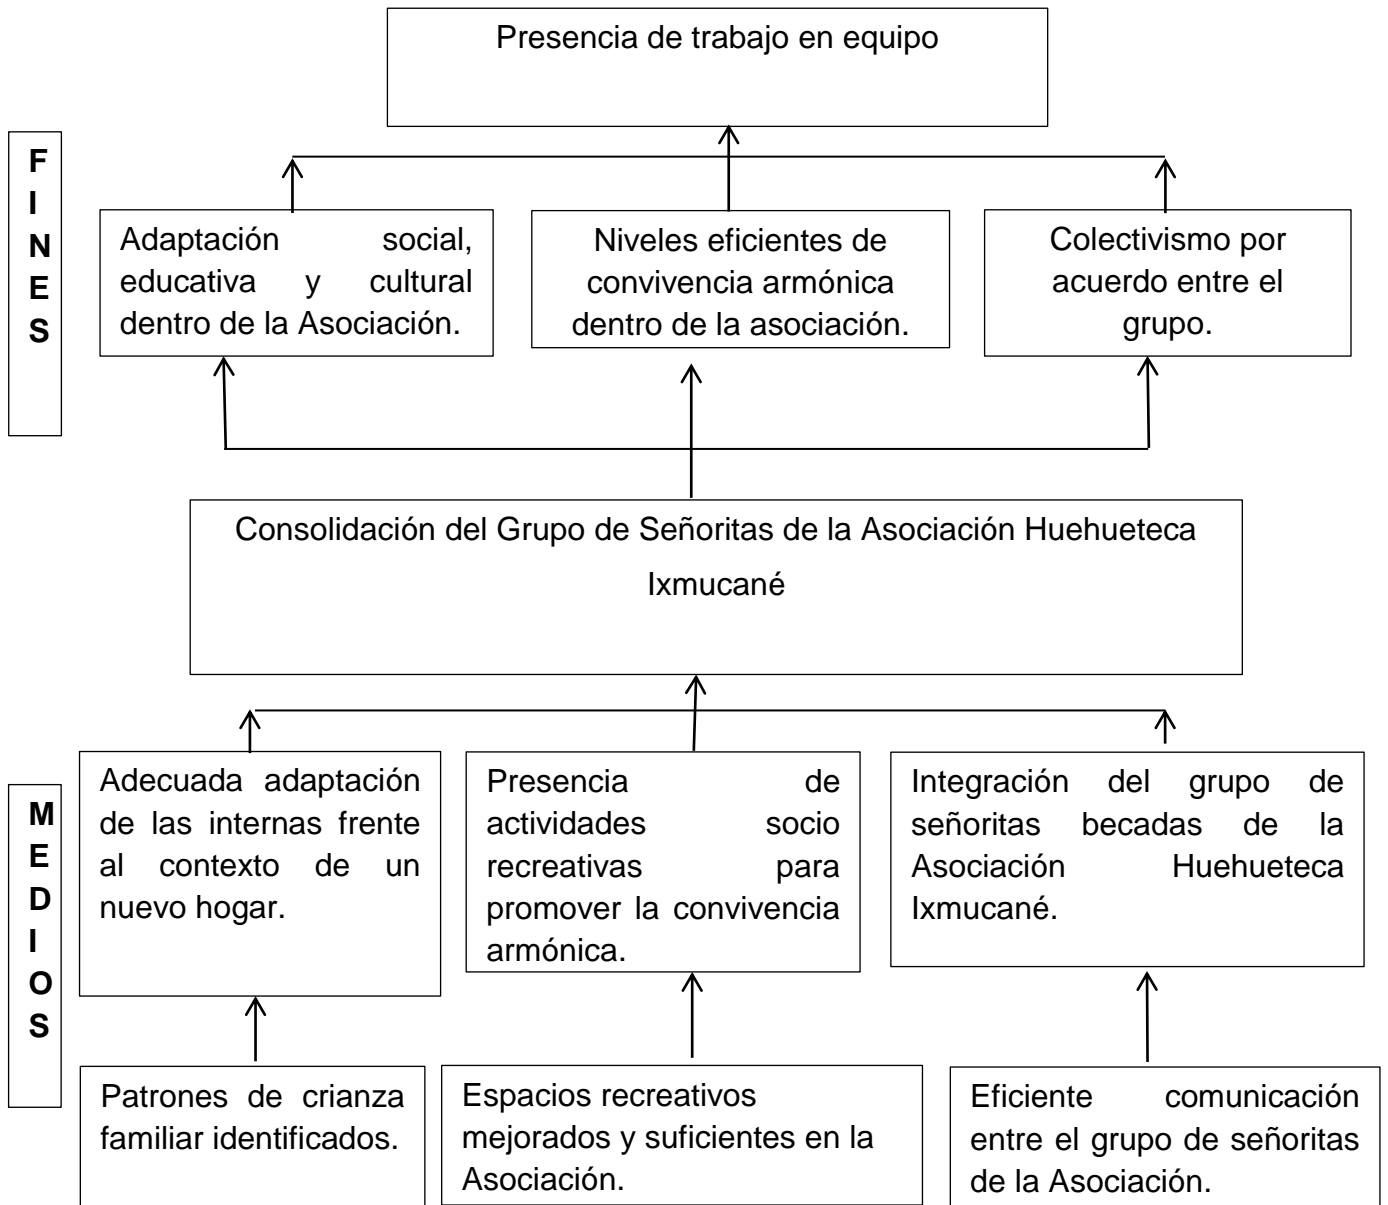 Presencia de trabajo en equipo
F
I
N
E
S
Adaptación social,
educativa y cultural
dentro de la Asociación.
Niveles eficientes de
convivencia armónica
dentro de la asociación.
Colectivismo por
acuerdo entre el
grupo.
Consolidación del Grupo de Señoritas de la Asociación Huehueteca
Ixmucané
M
E
D
I
O
S
Adecuada adaptación
de las internas frente
al contexto de un
nuevo hogar.
Presencia de
actividades socio
recreativas para
promover la convivencia
armónica.
Integración del grupo de
señoritas becadas de la
Asociación Huehueteca
Ixmucané.
Patrones de crianza
familiar identificados.
Espacios recreativos
mejorados y suficientes en la
Asociación.
Eficiente comunicación
entre el grupo de señoritas
de la Asociación.